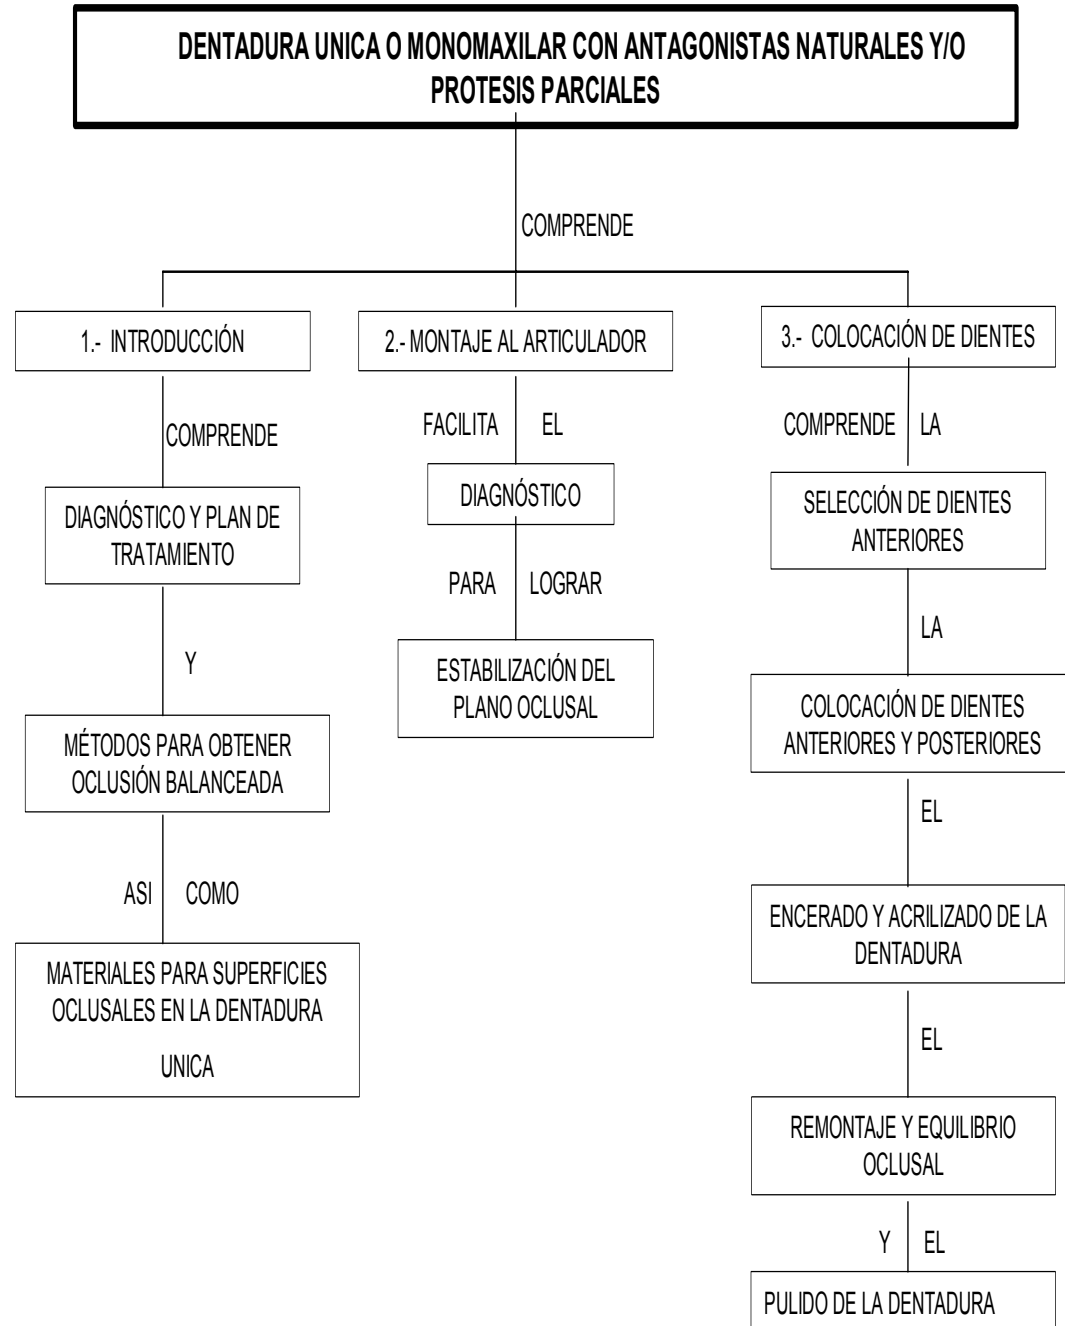 DENTADURA UNICA O MONOMAXILAR CON ANTAGONISTAS NATURALES Y/O
PROTESIS PARCIALES
COMPRENDE
1.- INTRODUCCIÓN
COMPRENDE
DIAGNÓSTICO Y PLAN DE
TRATAMIENTO
Y
MÉTODOS PARA OBTENER
OCLUSIÓN BALANCEADA
ASI COMO
MATERIALES PARA SUPERFICIES
OCLUSALES EN LA DENTADURA
UNICA
2.- MONTAJE AL ARTICULADOR
FACILITA EL
DIAGNÓSTICO
PARA LOGRAR
ESTABILIZACIÓN DEL
PLANO OCLUSAL
3.- COLOCACIÓN DE DIENTES
COMPRENDE LA
SELECCIÓN DE DIENTES
ANTERIORES
LA
COLOCACIÓN DE DIENTES
ANTERIORES Y POSTERIORES
EL
ENCERADO Y ACRILIZADO DE LA
DENTADURA
EL
REMONTAJE Y EQUILIBRIO
OCLUSAL
Y EL
PULIDO DE LA DENTADURA